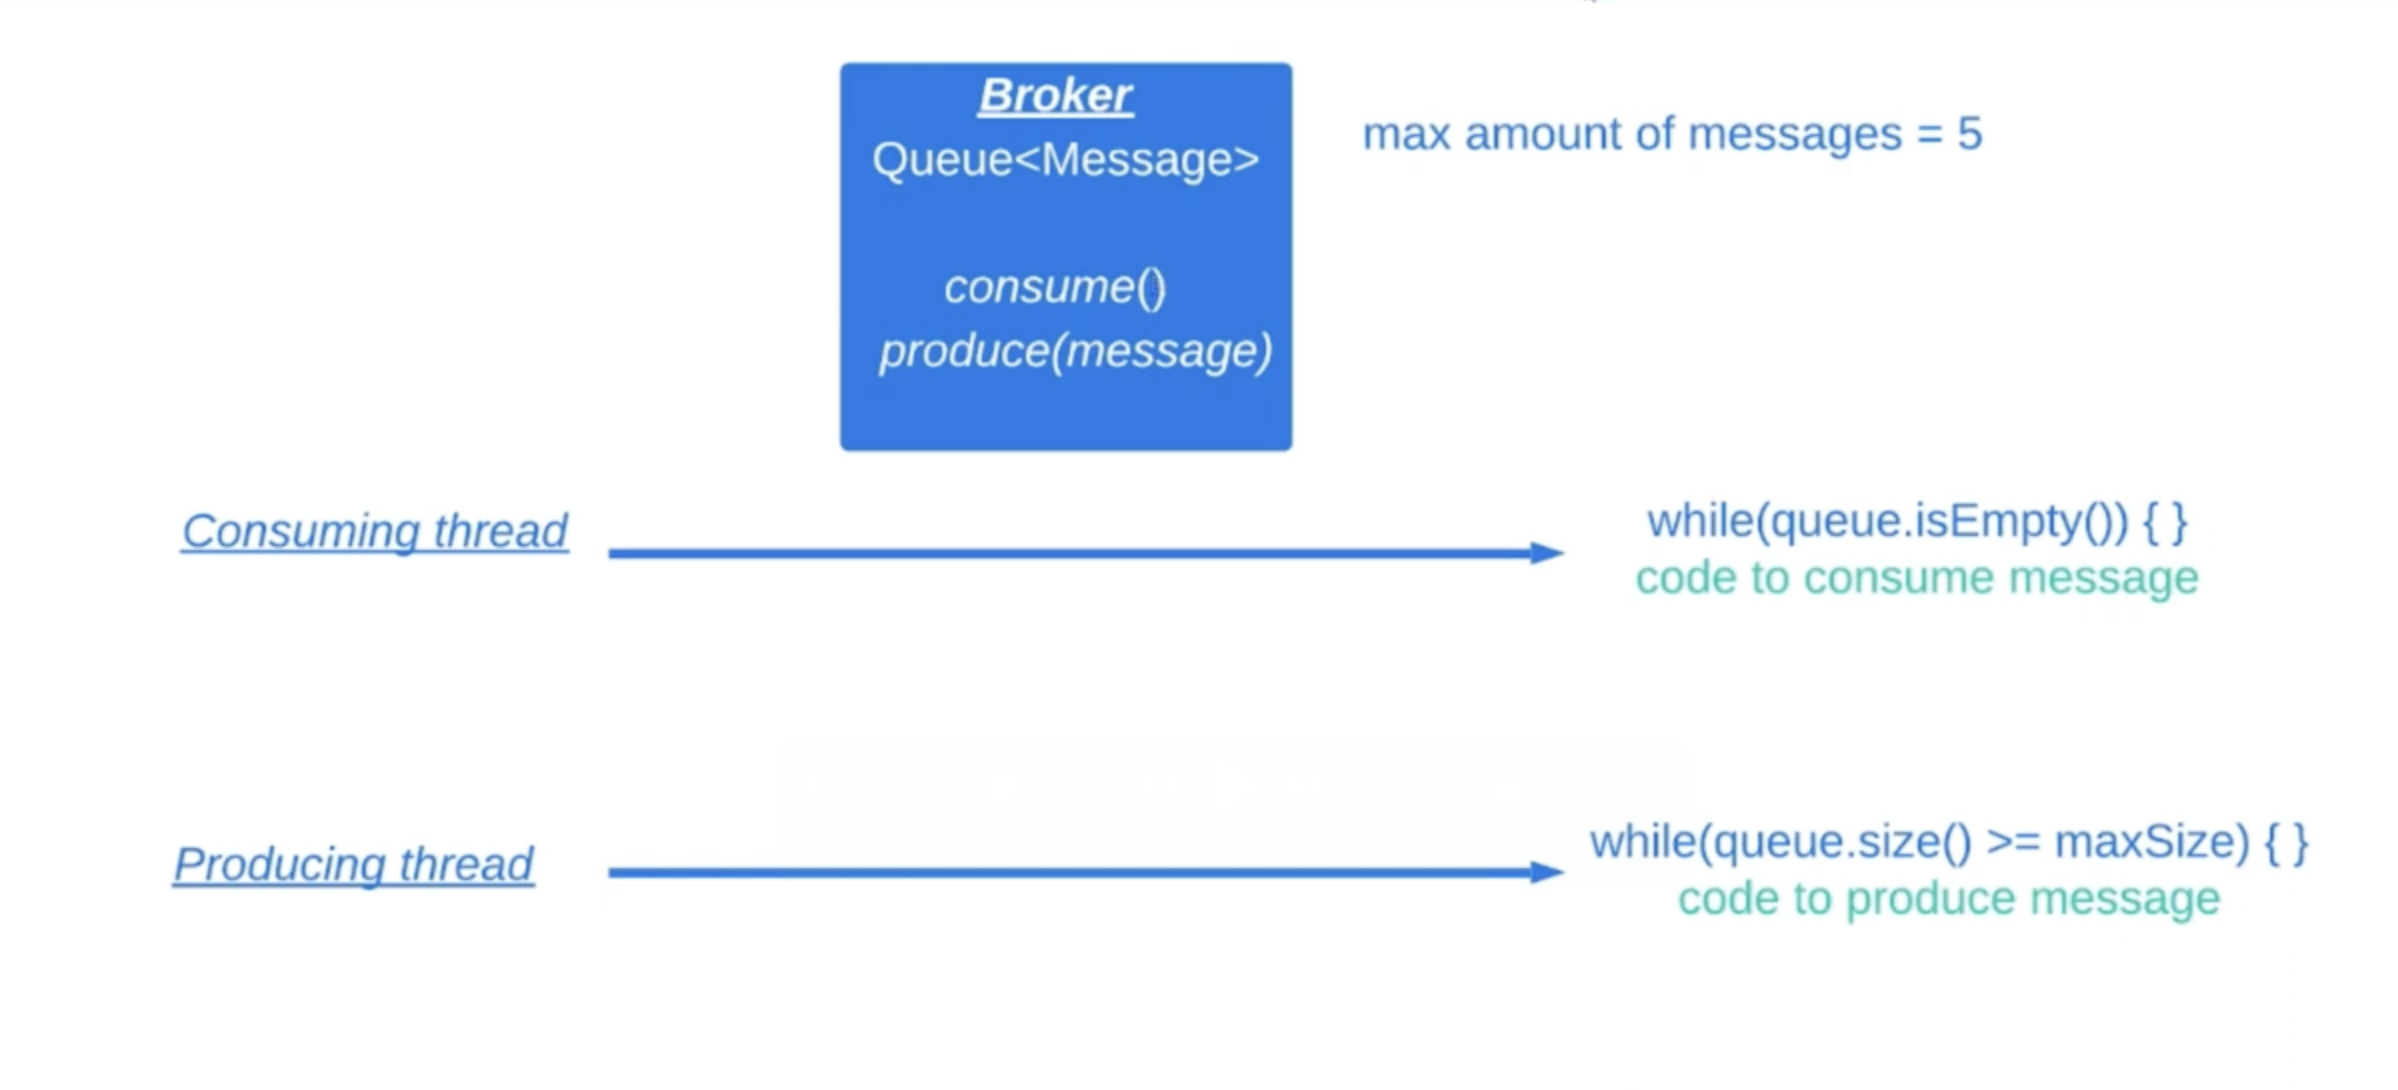 Broker
Queue<Message>
max amount of messages = 5
consume()
produce(message)
Consuming thread
while(queue.isEmpty()) { }
code to consume message
Producing thread
while(queue.size() >= maxSize) { }
code to produce message